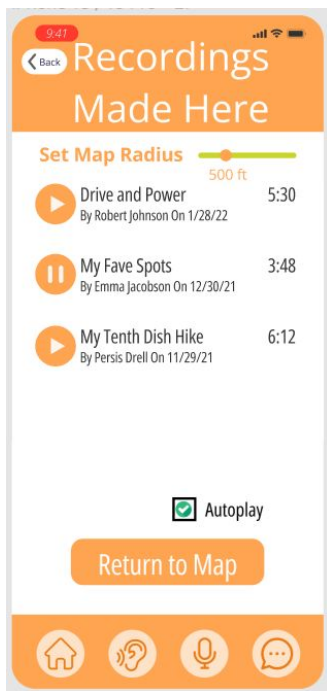 9:41
Back
Recordings
Made Here
Set Map Radius
500 ft
Drive and Power 5:30
By Robert Johnson On 1/28/22
My Fave Spots 3:48
By Emma Jacobson On 12/30/21
My Tenth Dish Hike 6:12
By Persis Drell On 11/29/21
Autoplay
Return to Map